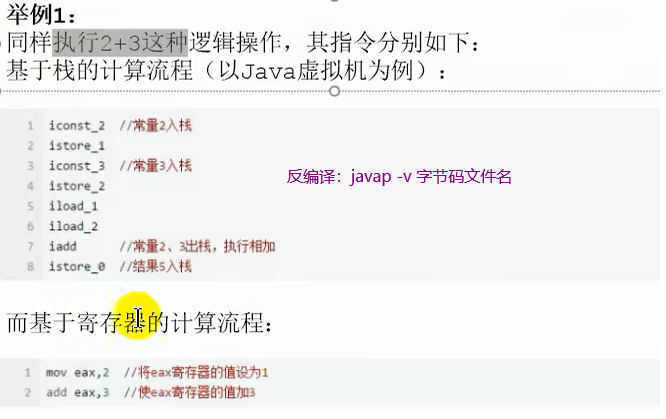 举例1：
同样执行2+3这种逻辑操作，其指令分别如下：
基于栈的计算流程（以Java虚拟机为例）：
1 iconst_2 //常量2入栈
2 istore_1
3 iconst_3 //常量3入栈
4 istore_2
5 iload_1
6 iload_2
7 iadd //常量2、3出栈，执行相加
8 istore_0 //结果5入栈
反编译：javap -v 字节码文件名
而基于寄存器的计算流程：
1 mov eax,2 //将eax寄存器的值设为1
2 add eax,3 //使eax寄存器的值加3